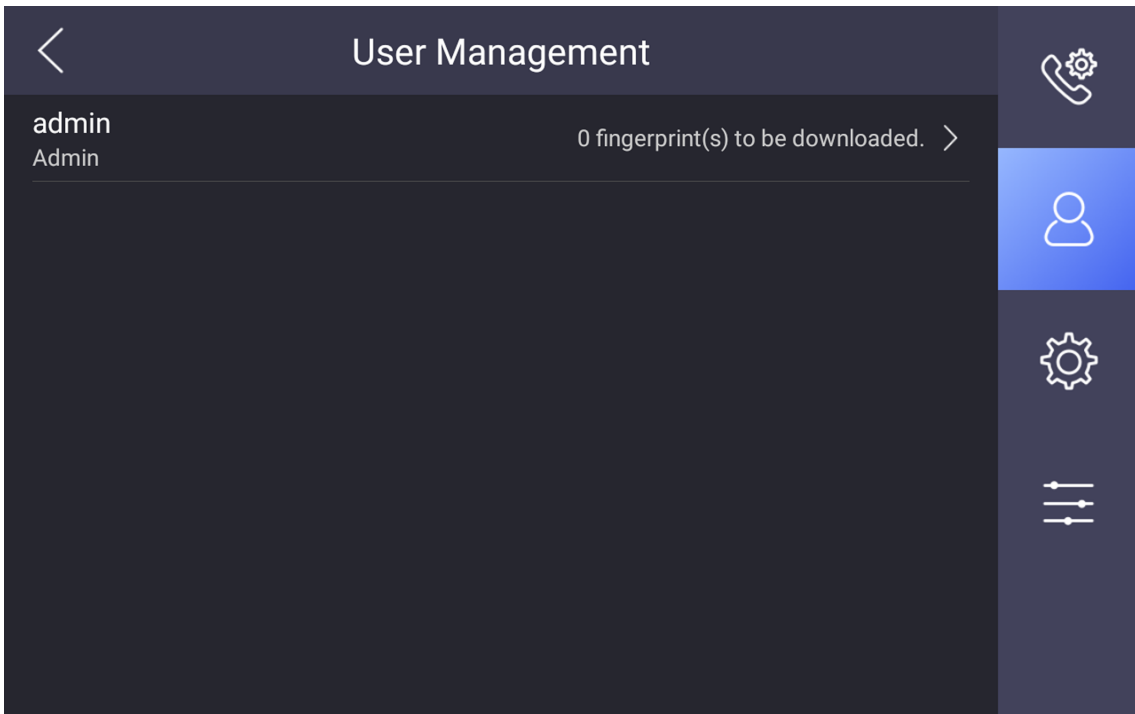 User Management
admin
0 fingerprint(s) to be downloaded.
Admin